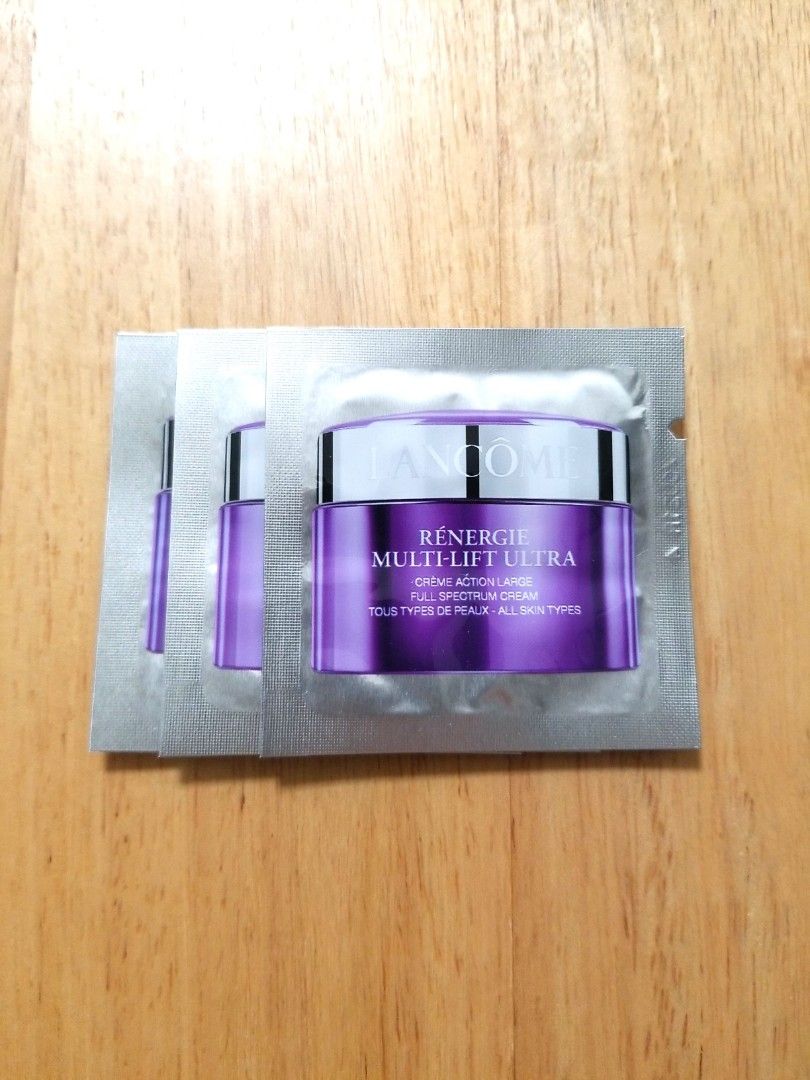 LANCÔME
RÉNERGIE
MULTI-LIFT ULTRA
CRÈME ACTION LARGE
FULL SPECTRUM CREAM
TOUS TYPES DE PEAUX - ALL SKIN TYPES